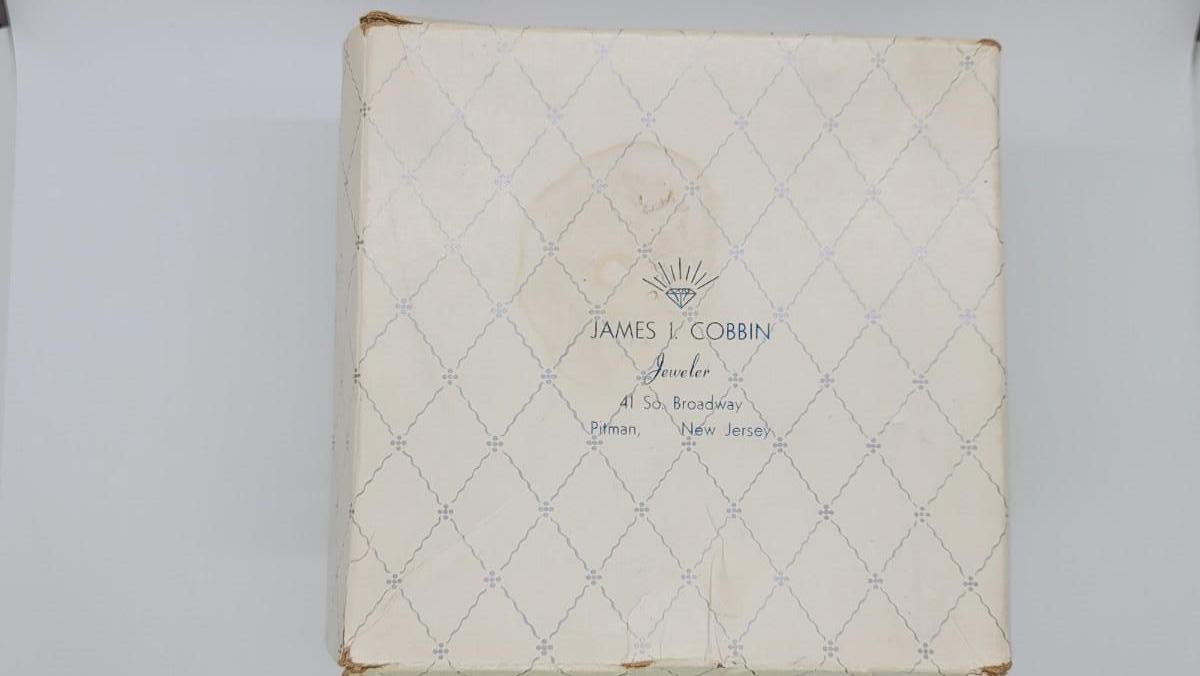 JAMES I. COBBIN
Jeweler
41 So. Broadway
Pitman, New Jersey